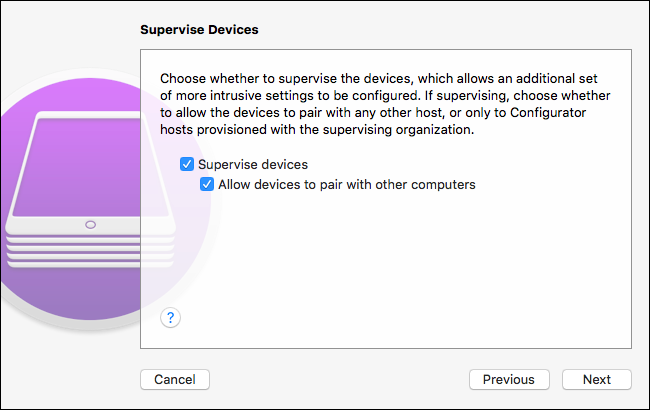 Supervise Devices
Choose whether to supervise the devices, which allows an additional set
of more intrusive settings to be configured. If supervising, choose whether
to allow the devices to pair with any other host, or only to Configurator
hosts provisioned with the supervising organization.
Supervise devices
Allow devices to pair with other computers
?
Cancel
Previous
Next